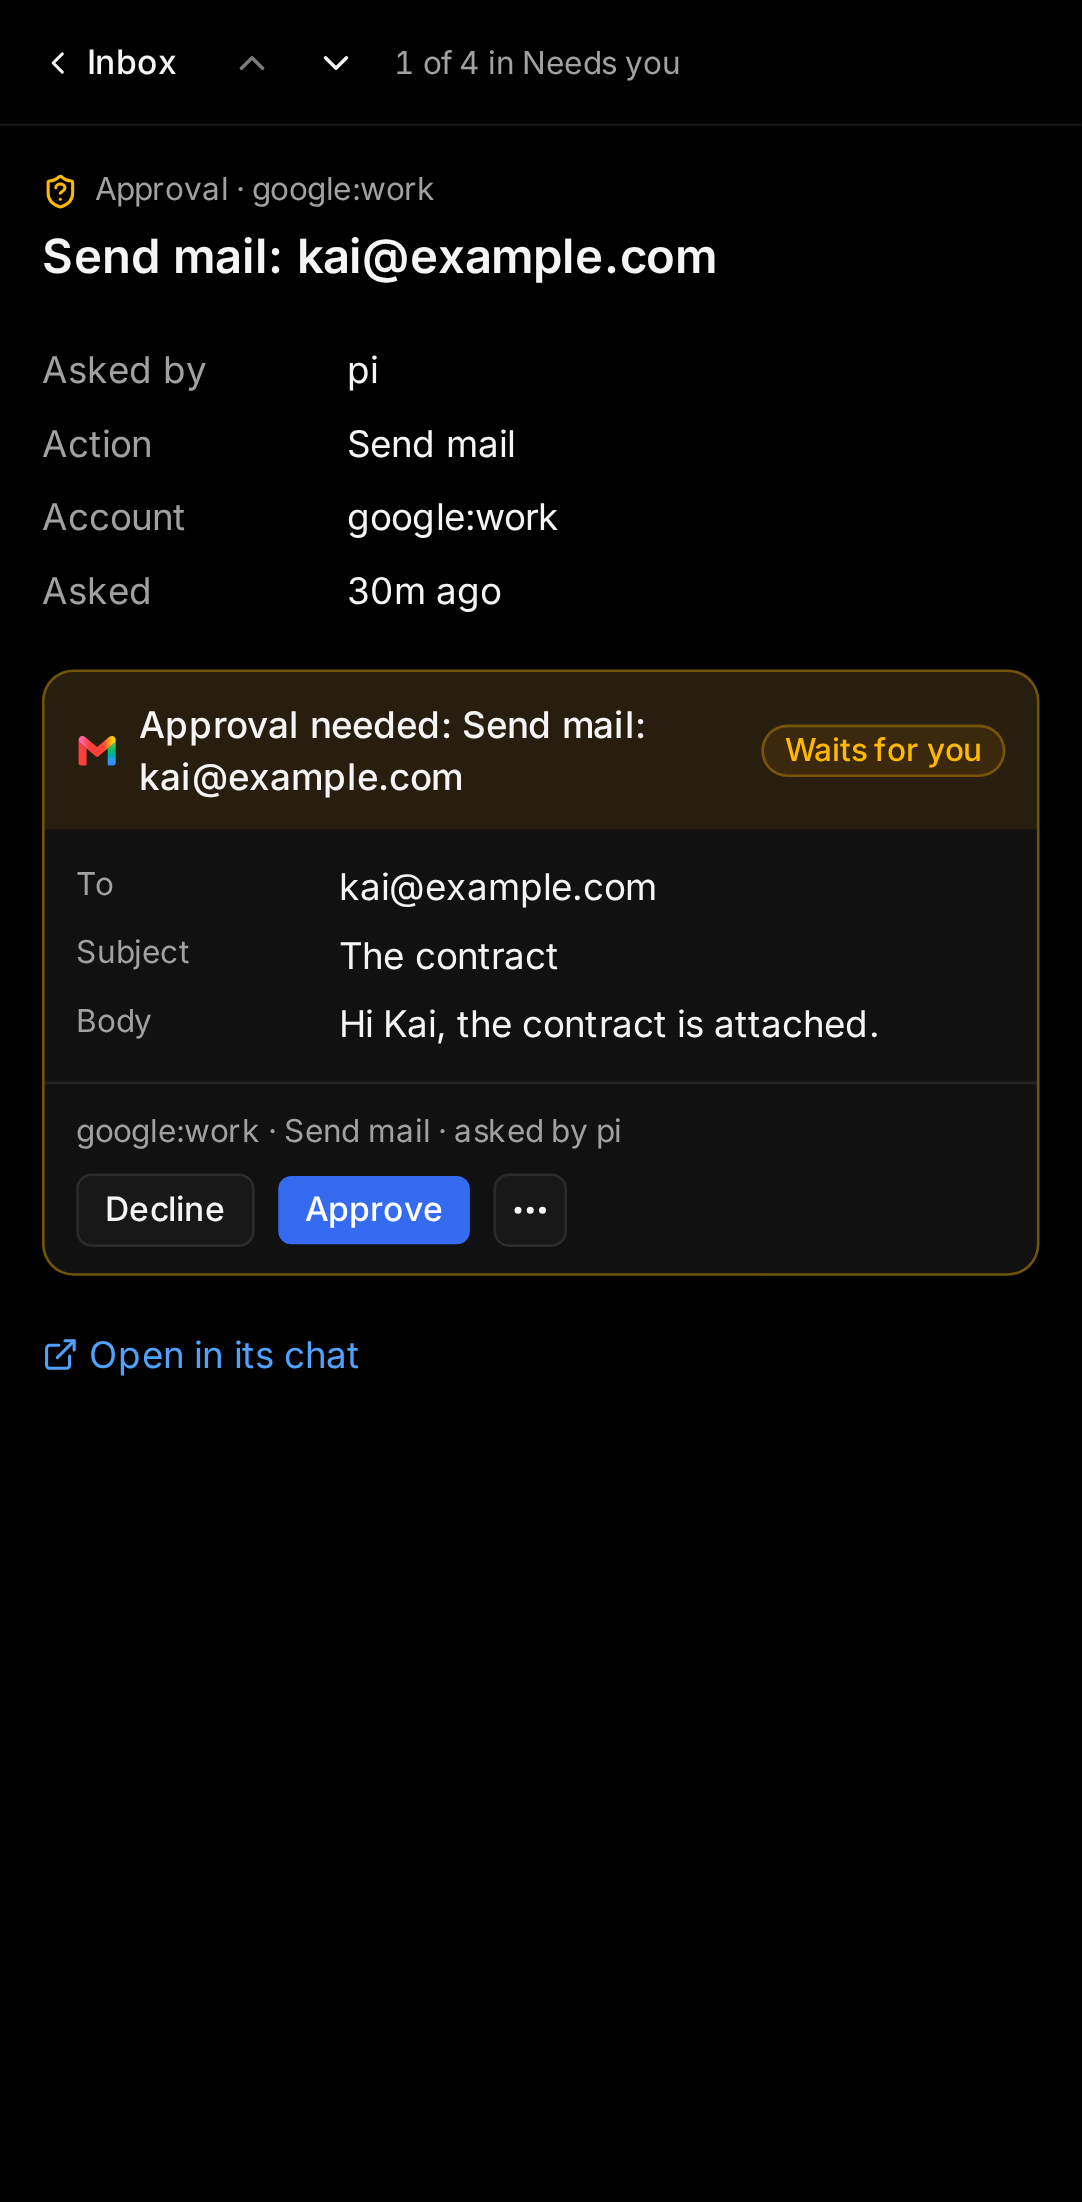 Inbox
1 of 4 in Needs you
Approval · google:work
Send mail: kai@example.com
Asked by pi
Action Send mail
Account google:work
Asked 30m ago
Approval needed: Send mail:
kai@example.com
Waits for you
To kai@example.com
Subject The contract
Body Hi Kai, the contract is attached.
google:work · Send mail · asked by pi
Decline Approve
Open in its chat